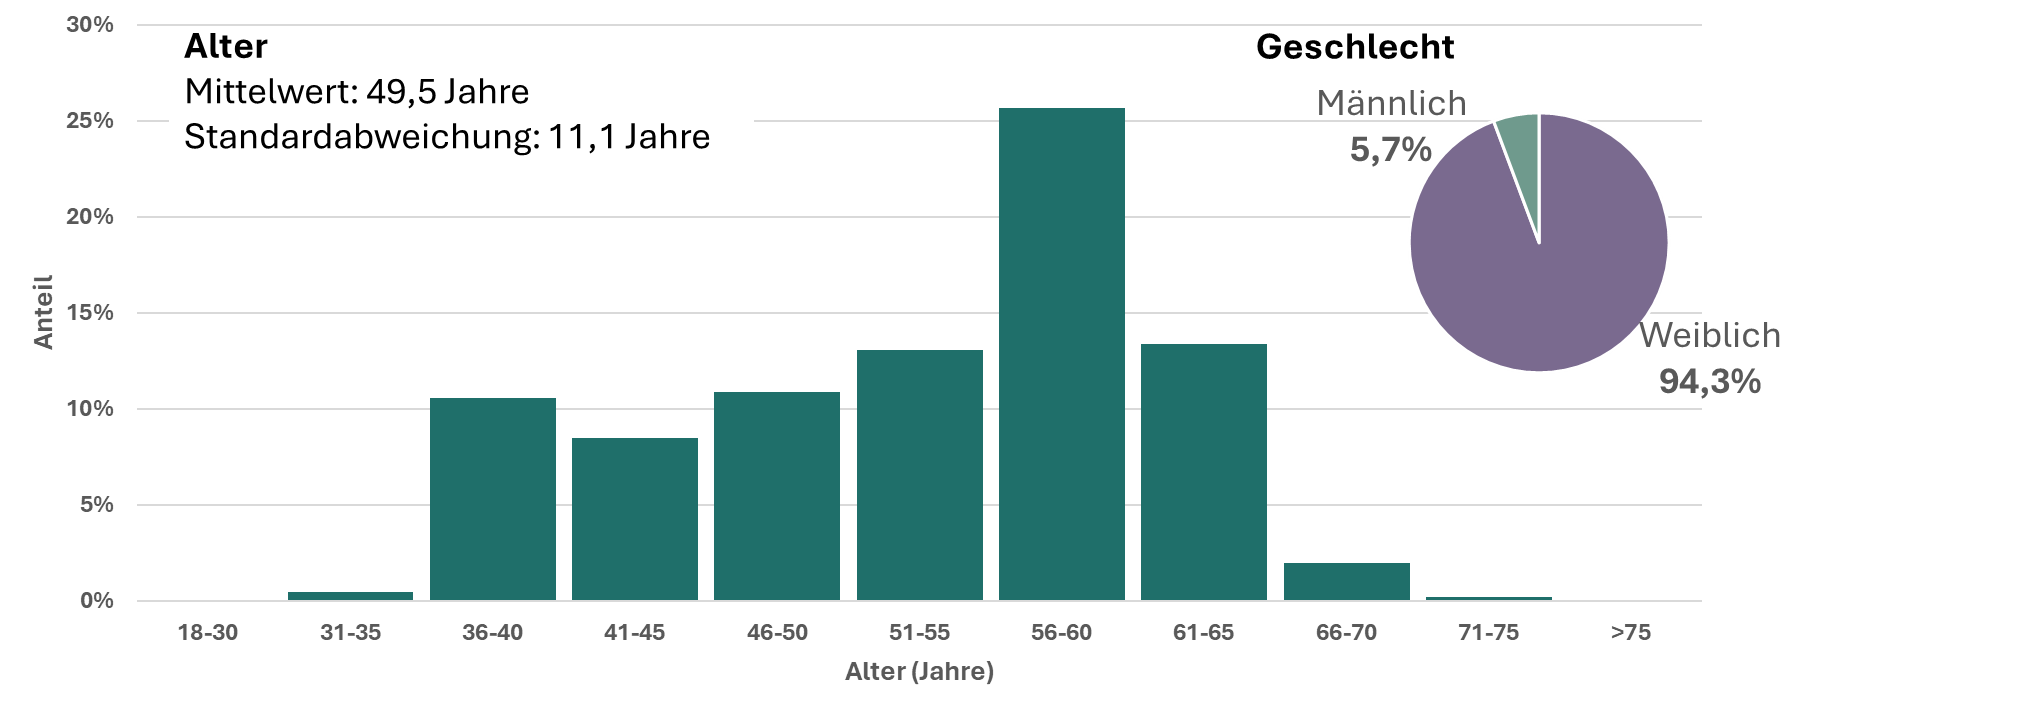 Alter
Mittelwert: 49,5 Jahre
Standardabweichung: 11,1 Jahre
Geschlecht
Männlich
5,7%
Weiblich
94,3%
30%
25%
20%
15%
10%
5%
0%
Anteil
18-30 31-35 36-40 41-45 46-50 51-55 56-60 61-65 66-70 71-75 >75
Alter (Jahre)